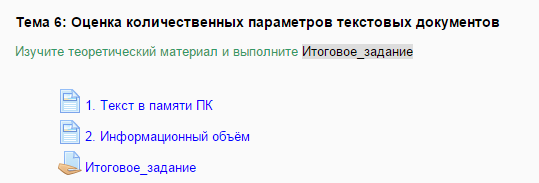 Тема 6: Оценка количественных параметров текстовых документов
Изучите теоретический материал и выполните Итоговое_задание
1. Текст в памяти ПК
2. Информационный объём
Итоговое_задание